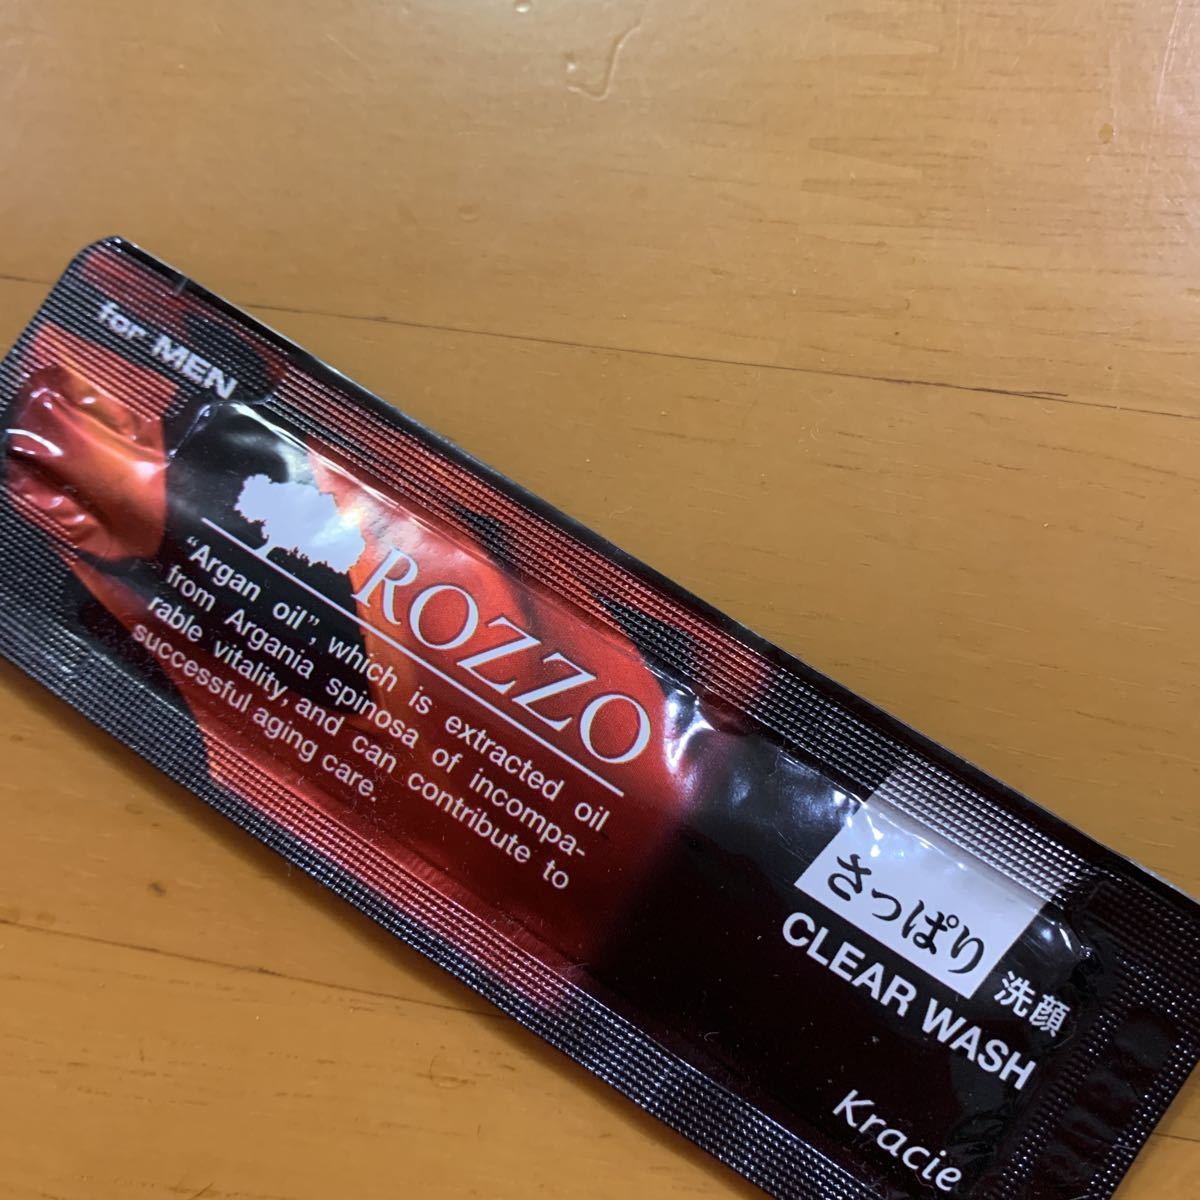 for MEN
ROZZO
"Argan oil", which is extracted oil
from Argania spinosa of incompa-
rable vitality, and can contribute to
successful aging care.
さっぱり 洗顔
CLEAR WASH
Kracie